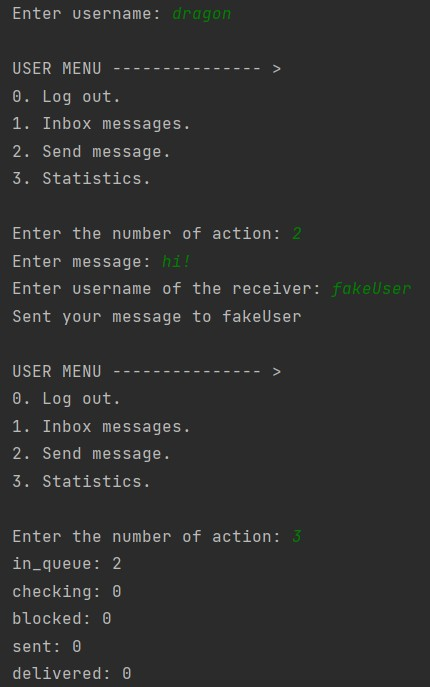 Enter username: dragon
USER MENU --------------- >
0. Log out.
1. Inbox messages.
2. Send message.
3. Statistics.
Enter the number of action: 2
Enter message: hi!
Enter username of the receiver: fakeUser
Sent your message to fakeUser
USER MENU --------------- >
0. Log out.
1. Inbox messages.
2. Send message.
3. Statistics.
Enter the number of action: 3
in_queue: 2
checking: 0
blocked: 0
sent: 0
delivered: 0